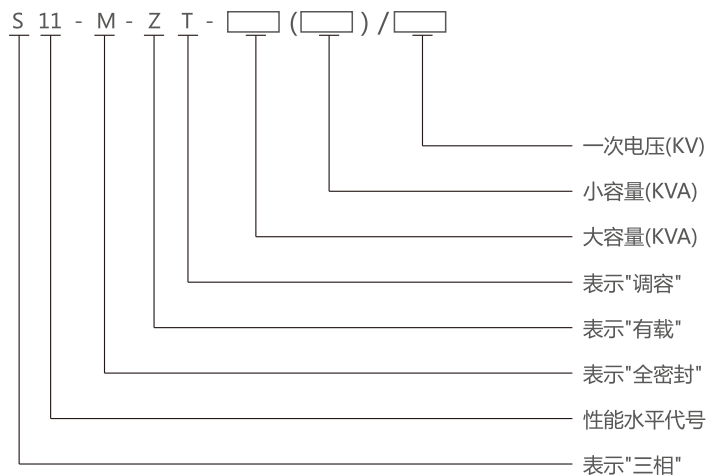 S 11 - M - Z T - □ (□) / □
一次电压(KV)
小容量(KVA)
大容量(KVA)
表示"调容"
表示"有载"
表示"全密封"
性能水平代号
表示"三相"